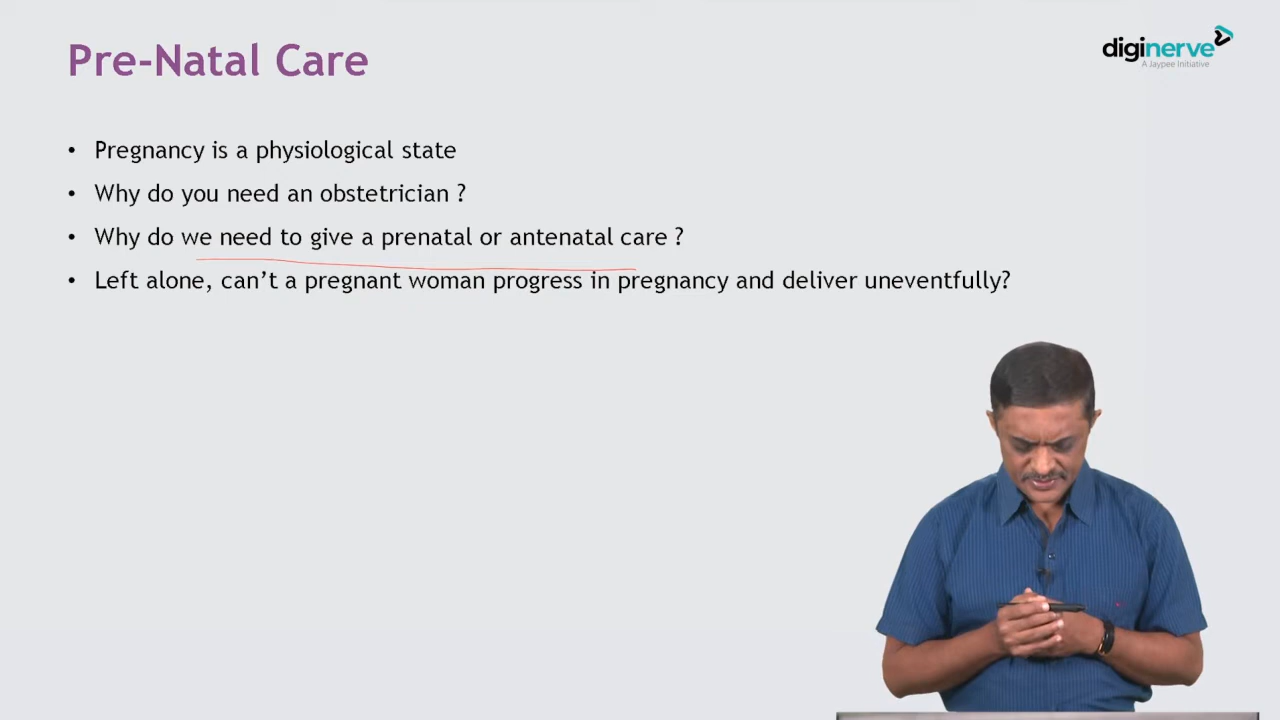 Pre-Natal Care
diginerve
A Jaypee Initiative
• Pregnancy is a physiological state
• Why do you need an obstetrician ?
• Why do we need to give a prenatal or antenatal care ?
• Left alone, can't a pregnant woman progress in pregnancy and deliver uneventfully?